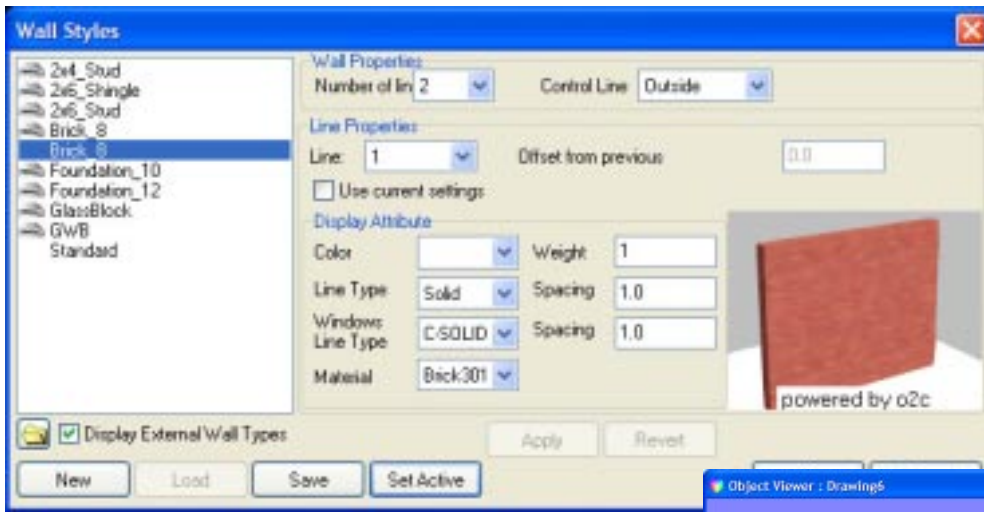 Wall Styles
2x4_Stud
2x6_Shingle
2x6_Stud
Brick_8
Brick_8
Foundation_10
Foundation_12
GlassBlock
GWB
Standard
Wall Properties
Number of lin 2 Control Line Outside
Line Properties
Line: 1 Offset from previous 0.0
Use current settings
Display Attribute
Color Weight 1
Line Type Solid Spacing 1.0
Windows Line Type C-SOLID Spacing 1.0
Material Brick301
powered by o2c
Display External Wall Types
Apply Revert
New Load Save Set Active
Object Viewer : Drawing6